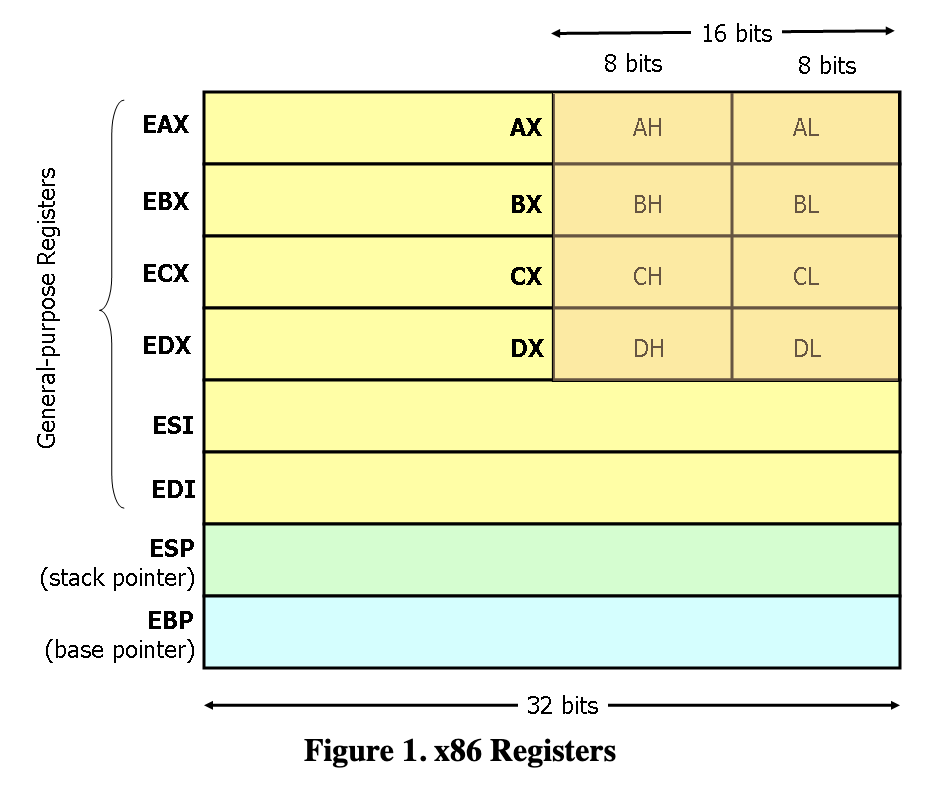 16 bits
8 bits 8 bits
General-purpose Registers
EAX AX AH AL
EBX BX BH BL
ECX CX CH CL
EDX DX DH DL
ESI
EDI
ESP
(stack pointer)
EBP
(base pointer)
32 bits
Figure 1. x86 Registers